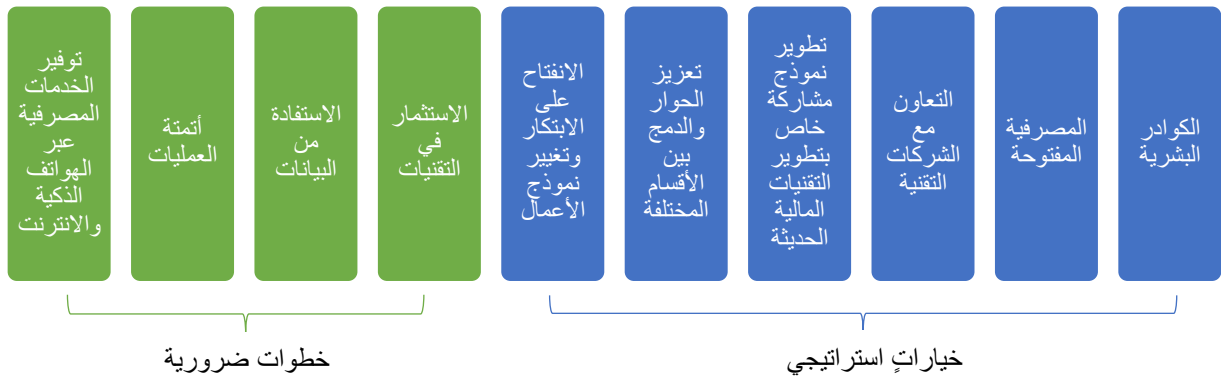 الكوادر
البشرية
المصرفية
المفتوحة
التعاون
مع
الشركات
التقنية
تطوير
نموذج
مشاركة
خاص
بتطوير
التقنيات
المالية
الحديثة
تعزيز
الحوار
والدمج
بين
الأقسام
المختلفة
الانفتاح
على
الابتكار
وتغيير
نموذج
الأعمال
الاستثمار
في
التقنيات
الاستفادة
من
البيانات
أتمتة
العمليات
توفير
الخدمات
المصرفية
عبر
الهواتف
الذكية
والانترنت
خياراتٍ استراتيجي
خطوات ضرورية